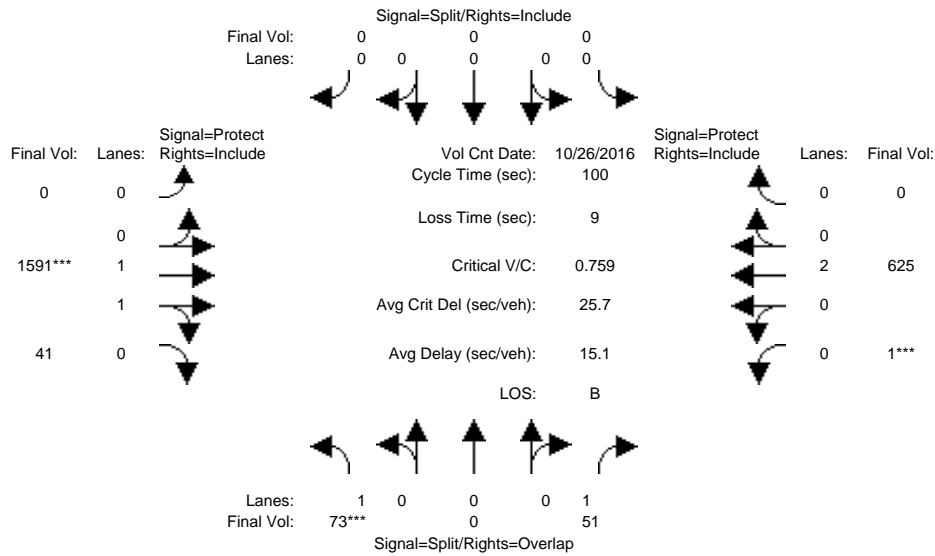 Signal=Split/Rights=Include
Final Vol: 0 0 0
Lanes: 0 0 0 0 0
Signal=Protect Signal=Protect
Final Vol: Lanes: Rights=Include Vol Cnt Date: 10/26/2016 Rights=Include Lanes: Final Vol:
Cycle Time (sec): 100
0 0 0 0
Loss Time (sec): 9
0 0
1591*** 1 Critical V/C: 0.759 2 625
1 Avg Crit Del (sec/veh): 25.7 0
41 0 Avg Delay (sec/veh): 15.1 0 1***
LOS: B
Lanes: 1 0 0 0 1
Final Vol: 73*** 0 51
Signal=Split/Rights=Overlap